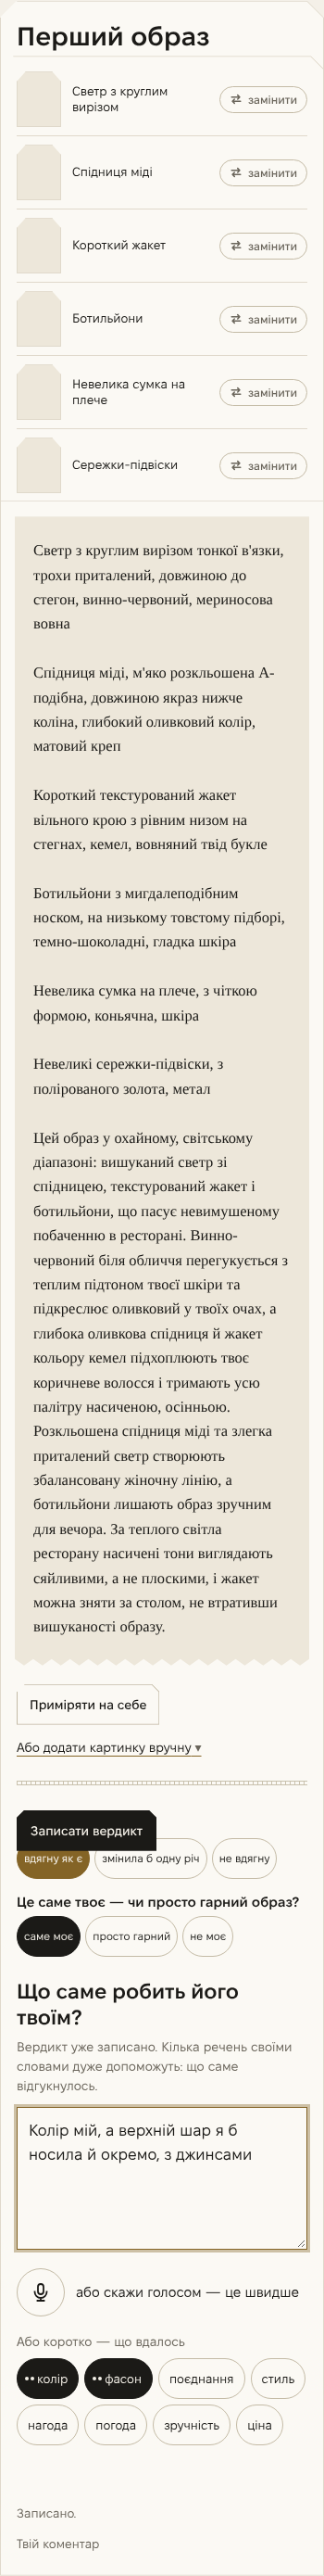 Перший образ
Светр з круглим
вирізом
замінити
Спідниця міді
замінити
Короткий жакет
замінити
Ботильйони
замінити
Невелика сумка на
плече
замінити
Сережки-підвіски
замінити
Светр з круглим вирізом тонкої в'язки,
трохи приталений, довжиною до
стегон, винно-червоний, мериносова
вовна
Спідниця міді, м'яко розкльошена А-
подібна, довжиною якраз нижче
коліна, глибокий оливковий колір,
матовий креп
Короткий текстурований жакет
вільного крою з рівним низом на
стегнах, кемел, вовняний твід букле
Ботильйони з мигдалеподібним
носком, на низькому товстому підборі,
темно-шоколадні, гладка шкіра
Невелика сумка на плече, з чіткою
формою, коньячна, шкіра
Невеликі сережки-підвіски, з
полірованого золота, метал
Цей образ у охайному, світському
діапазоні: вишуканий светр зі
спідницею, текстурований жакет і
ботильйони, що пасує невимушеному
побаченню в ресторані. Винно-
червоний біля обличчя перегукується з
теплим підтоном твоєї шкіри та
підкреслює оливковий у твоїх очах, а
глибока оливкова спідниця й жакет
кольору кемел підхоплюють твоє
коричневе волосся і тримають усю
палітру насиченою, осінньою.
Розкльошена спідниця міді та злегка
приталений светр створюють
збалансовану жіночну лінію, а
ботильйони лишають образ зручним
для вечора. За теплого світла
ресторану насичені тони виглядають
сяйливими, а не плоскими, і жакет
можна зняти за столом, не втративши
вишуканості образу.
Приміряти на себе
Або додати картинку вручну ▾
Записати вердикт
вдягну як є
змінила б одну річ
не вдягну
Це саме твоє — чи просто гарний образ?
саме моє
просто гарний
не моє
Що саме робить його
твоїм?
Вердикт уже записано. Кілька речень своїми
словами дуже допоможуть: що саме
відгукнулось.
Колір мій, а верхній шар я б
носила й окремо, з джинсами
або скажи голосом — це швидше
Або коротко — що вдалось
•• колір
•• фасон
поєднання
стиль
нагода
погода
зручність
ціна
Записано.
Твій коментар